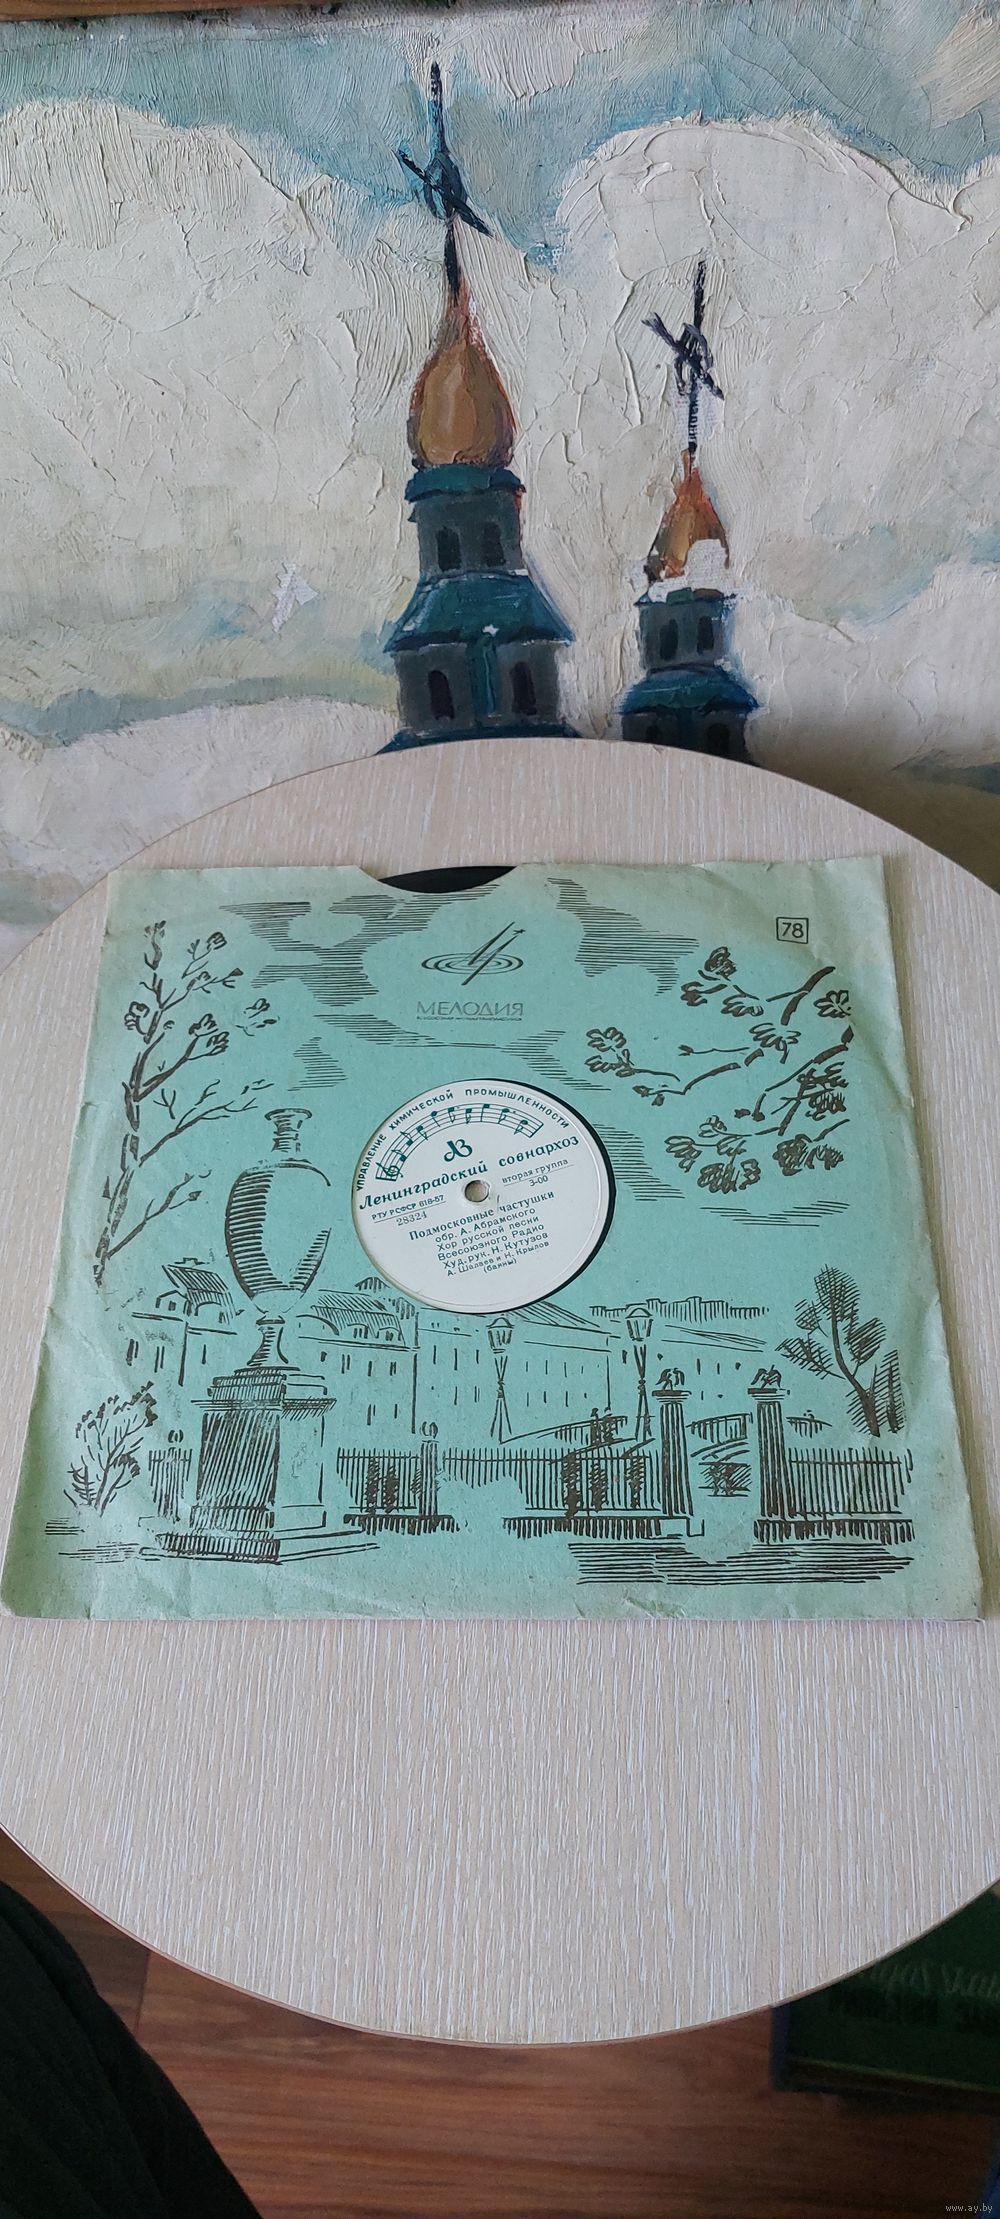 78
МЕЛОДИЯ
УПРАВЛЕНИЕ ХИМИЧЕСКОЙ ПРОМЫШЛЕННОСТИ
Ленинградский совнархоз
РТУ РСФСР 618-57
вторая группа
28324
3-00
Подмосковные частушки
обр. А. Абрамского
Хор русской песни
Всесоюзного Радио
Худ. рук. Н. Кутузов
А. Шалаев и Н. Крылов
(баяны)
www.ay.by